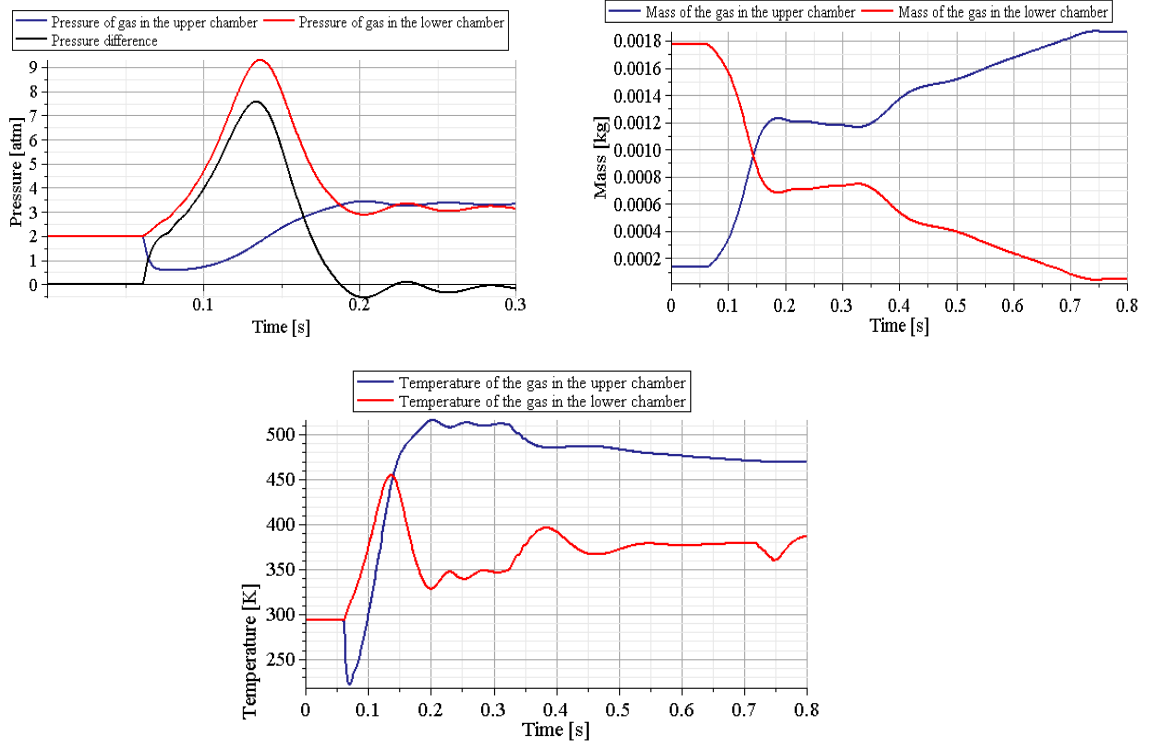 Pressure of gas in the upper chamber Pressure of gas in the lower chamber
Pressure difference
9
8
7
6
5
4
3
2
1
0
Pressure [atm]
0.1 0.2 0.3
Time [s]
Mass of the gas in the upper chamber Mass of the gas in the lower chamber
0.0018
0.0016
0.0014
0.0012
0.0010
0.0008
0.0006
0.0004
0.0002
Mass [kg]
0 0.1 0.2 0.3 0.4 0.5 0.6 0.7 0.8
Time [s]
Temperature of the gas in the upper chamber
Temperature of the gas in the lower chamber
500
450
400
350
300
250
Temperature [K]
0 0.1 0.2 0.3 0.4 0.5 0.6 0.7 0.8
Time [s]